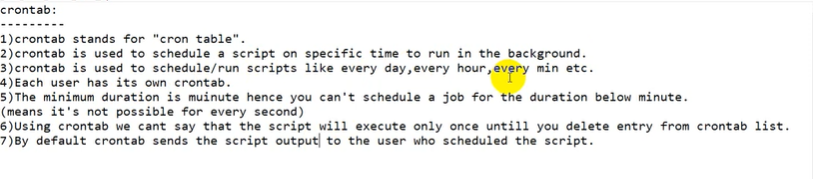 crontab:
---------
1)crontab stands for "cron table".
2)crontab is used to schedule a script on specific time to run in the background.
3)crontab is used to schedule/run scripts like every day,every hour,every min etc.
4)Each user has its own crontab.
5)The minimum duration is muinute hence you can't schedule a job for the duration below minute.
(means it's not possible for every second)
6)Using crontab we cant say that the script will execute only once untill you delete entry from crontab list.
7)By default crontab sends the script output to the user who scheduled the script.